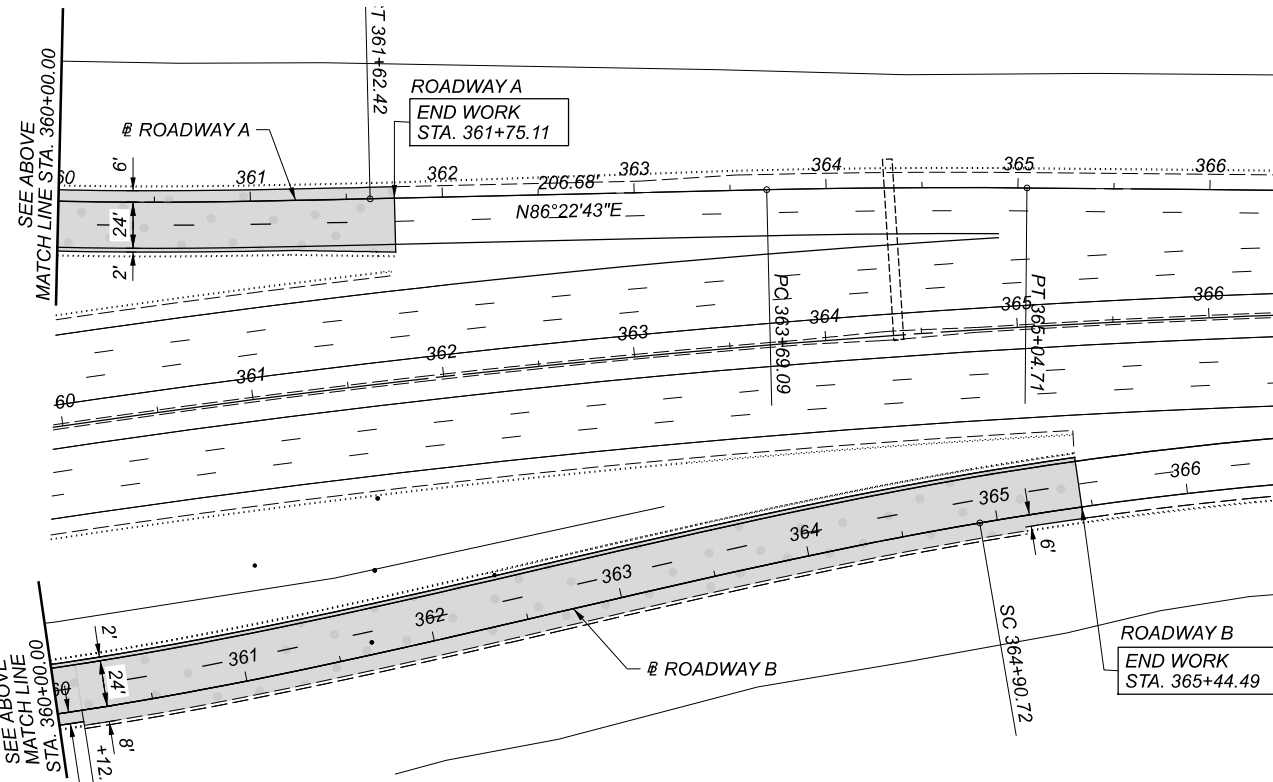 SEE ABOVE
MATCH LINE STA. 360+00.00
T 361+62.42
ROADWAY A
END WORK
STA. 361+75.11
ROADWAY A
6'
24'
2'
60
361
362
363
364
365
366
206.68'
N86°22'43"E
PC 363+69.09
PT 365+04.71
60
361
362
363
364
365
366
SEE ABOVE
MATCH LINE
STA. 360+00.00
2'
24'
8'
+12.
60
361
362
363
364
365
366
6'
SC 364+90.72
ROADWAY B
ROADWAY B
END WORK
STA. 365+44.49